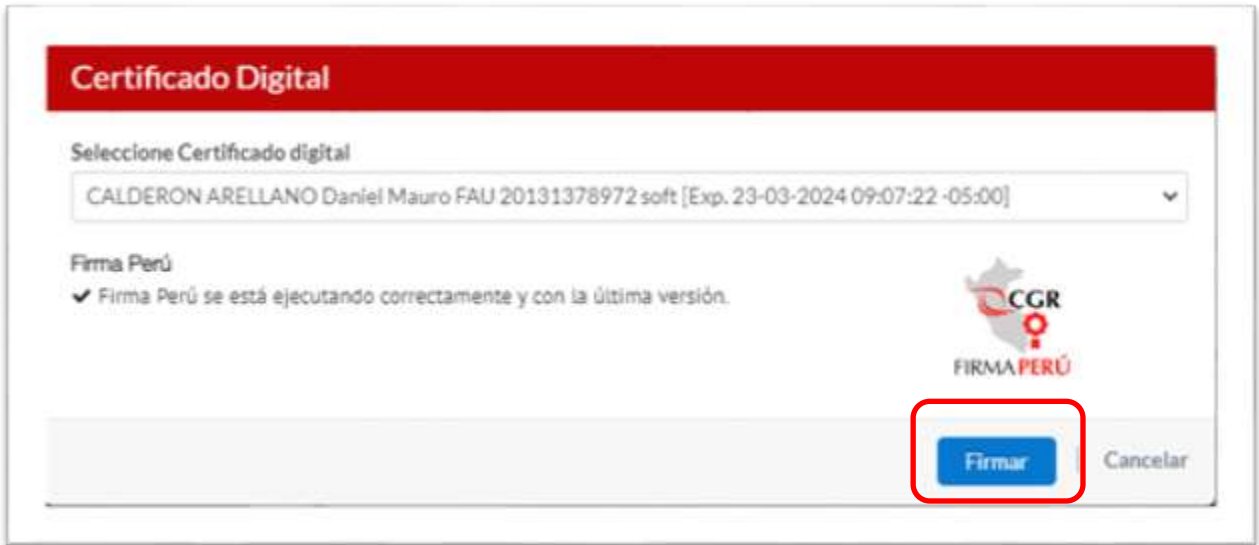 Certificado Digital
Seleccione Certificado digital
CALDERON ARELLANO Daniel Mauro FAU 20131378972 soft [Exp. 23-03-2024 09:07:22 -05:00]
Firma Perú
✔ Firma Perú se está ejecutando correctamente y con la última versión.
CGR
FIRMA PERÚ
Firmar Cancelar